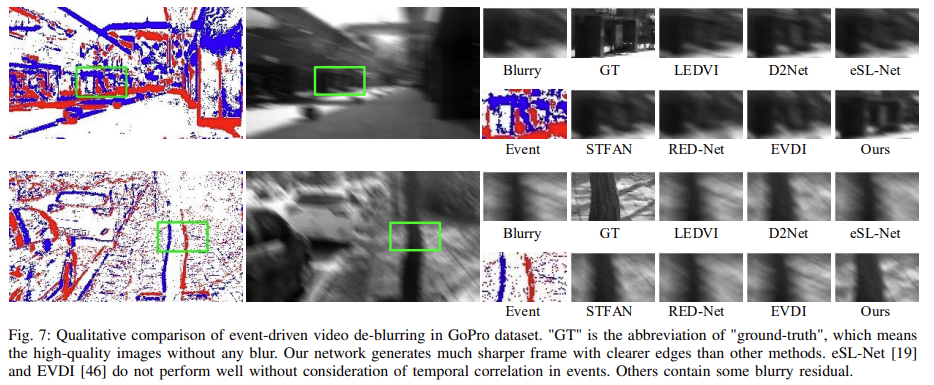 Blurry GT LEDVI D2Net eSL-Net
Event STFAN RED-Net EVDI Ours
Blurry GT LEDVI D2Net eSL-Net
Event STFAN RED-Net EVDI Ours
Fig. 7: Qualitative comparison of event-driven video de-blurring in GoPro dataset. "GT" is the abbreviation of "ground-truth", which means
the high-quality images without any blur. Our network generates much sharper frame with clearer edges than other methods. eSL-Net [19]
and EVDI [46] do not perform well without consideration of temporal correlation in events. Others contain some blurry residual.